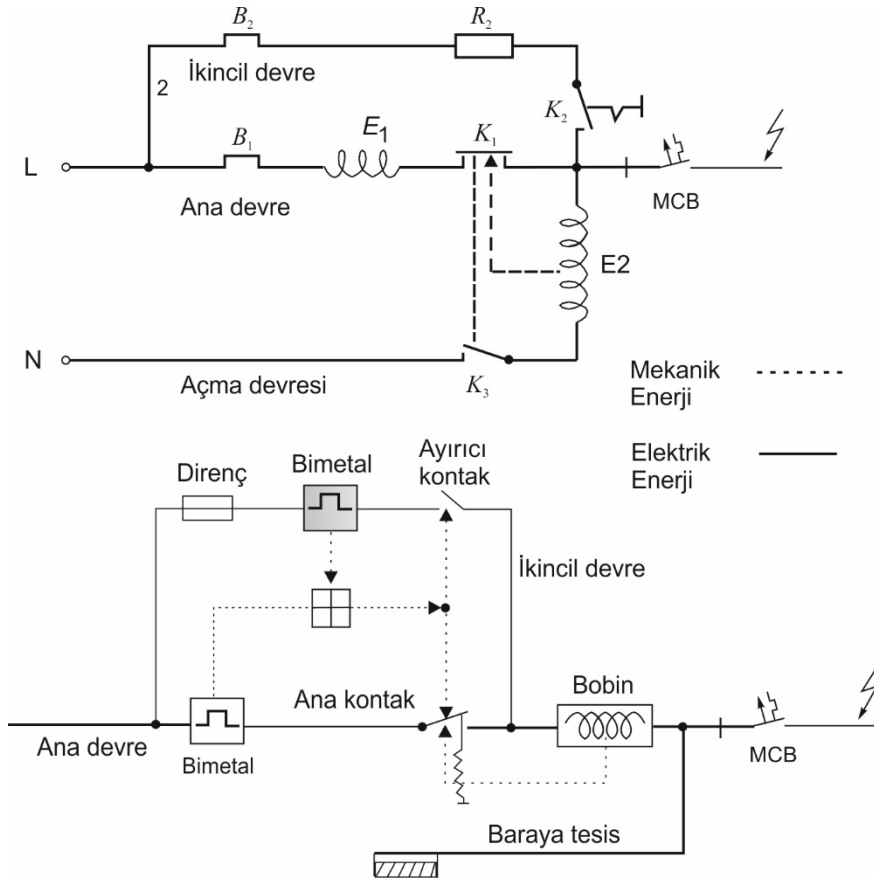 B₂
R₂
İkincil devre
2
K₂
B₁
E₁
K₁
L
Ana devre
MCB
E2
N
Açma devresi
K₃
Mekanik
Enerji
Elektrik
Enerji
Direnç
Bimetal
Ayırıcı
kontak
İkincil devre
Ana kontak
Bobin
Ana devre
Bimetal
MCB
Baraya tesis